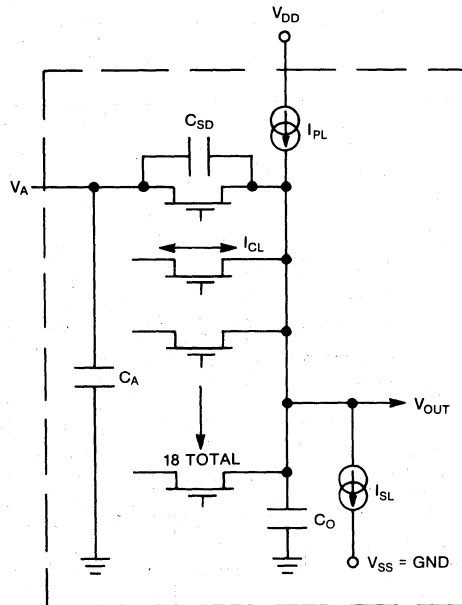 V_DD
C_SD
I_PL
V_A
I_CL
C_A
V_OUT
18 TOTAL
I_SL
C_O
V_SS = GND